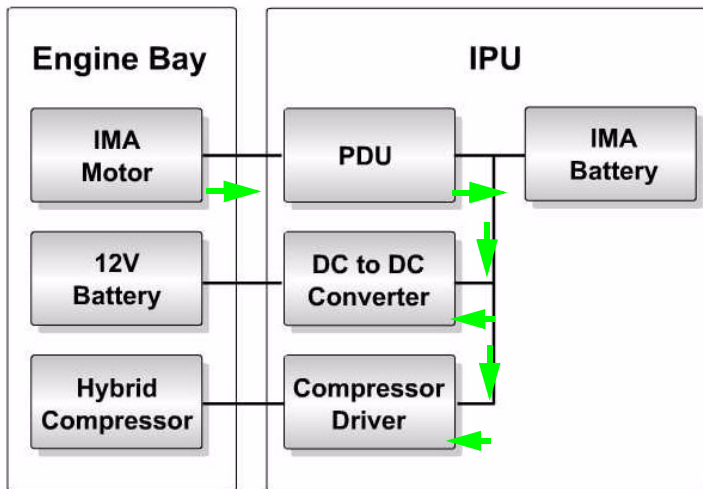 Engine Bay
IPU
IMA
Motor
PDU
IMA
Battery
12V
Battery
DC to DC
Converter
Hybrid
Compressor
Compressor
Driver